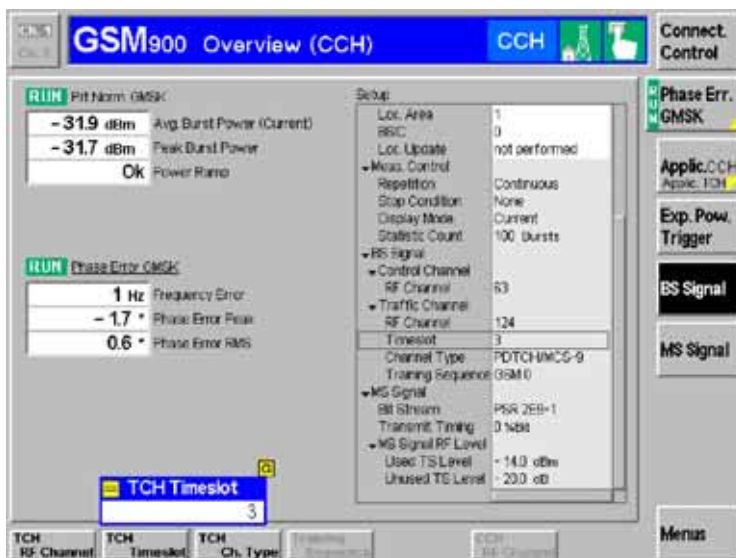 GSM900 Overview (CCH)
CCH
Connect. Control
RUN Pwr Norm. GMSK
- 31.9 dBm Avg. Burst Power (Current)
- 31.7 dBm Peak Burst Power
Ok Power Ramp
RUN Phase Error GMSK
1 Hz Frequency Error
- 1.7 ° Phase Error Peak
0.6 ° Phase Error RMS
Setup
Loc. Area 1
BSIC 0
Loc. Update not performed
Meas. Control
Repetition Continuous
Stop Condition None
Display Mode Current
Statistic Count 100 Bursts
BS Signal
Control Channel
RF Channel 63
Traffic Channel
RF Channel 124
Timeslot 3
Channel Type PDTCH/MCS-9
Training Sequence GSM 0
MS Signal
Bit Stream PSR 2E9-1
Transmit. Timing 0 ¼Bit
MS Signal RF Level
Used TS Level - 14.0 dBm
Unused TS Level - 20.0 dB
RUN
Phase Err. GMSK
Applic. CCH
Applic. TCH
Exp. Pow. Trigger
BS Signal
MS Signal
Menus
TCH Timeslot
3
TCH RF Channel
TCH Timeslot
TCH Ch. Type
Training Sequence
CCH RF Channel